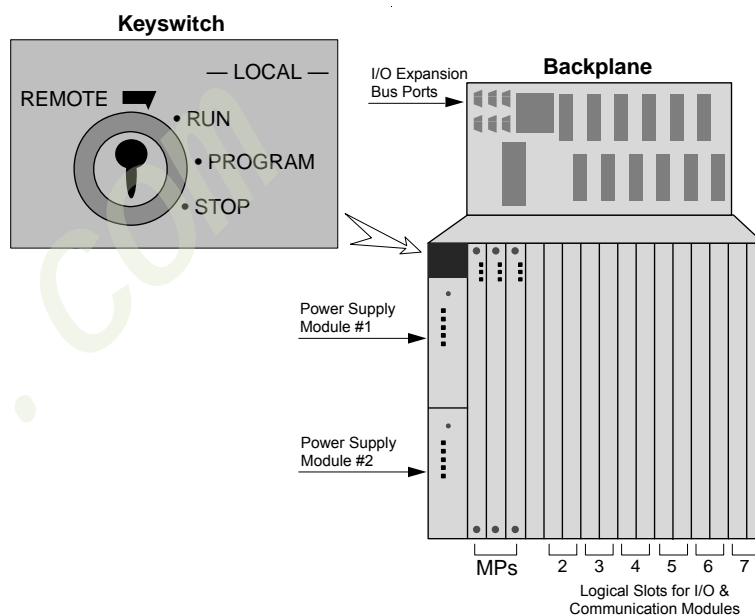 Keyswitch
— LOCAL —
REMOTE
• RUN
• PROGRAM
• STOP
Backplane
I/O Expansion
Bus Ports
Power Supply
Module #1
Power Supply
Module #2
MPs
2 3 4 5 6 7
Logical Slots for I/O &
Communication Modules
. com